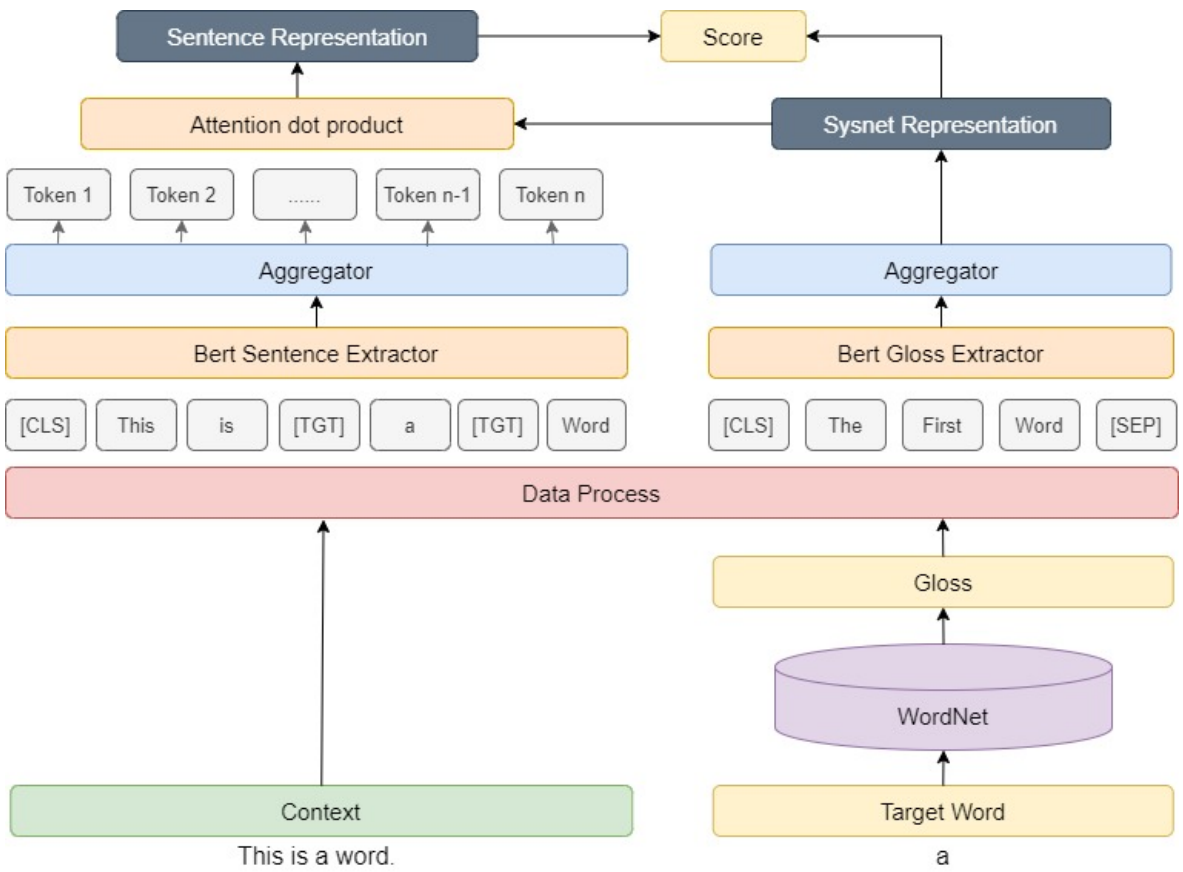 Sentence Representation
Score
Attention dot product
Sysnet Representation
Token 1
Token 2
......
Token n-1
Token n
Aggregator
Aggregator
Bert Sentence Extractor
Bert Gloss Extractor
[CLS]
This
is
[TGT]
a
[TGT]
Word
[CLS]
The
First
Word
[SEP]
Data Process
Gloss
WordNet
Context
Target Word
This is a word.
a